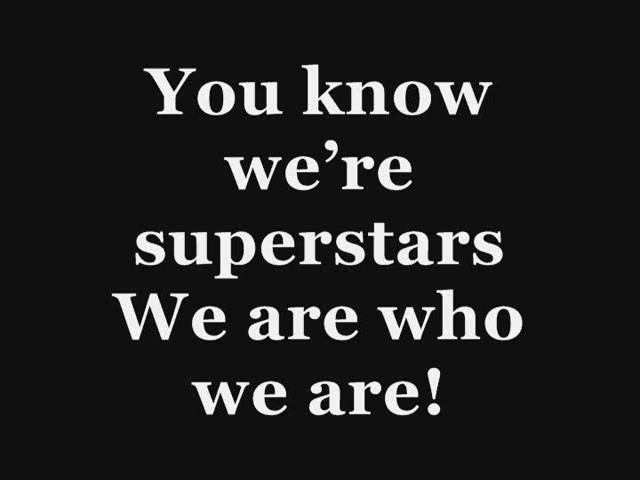 You know
we’re
superstars
We are who
we are!